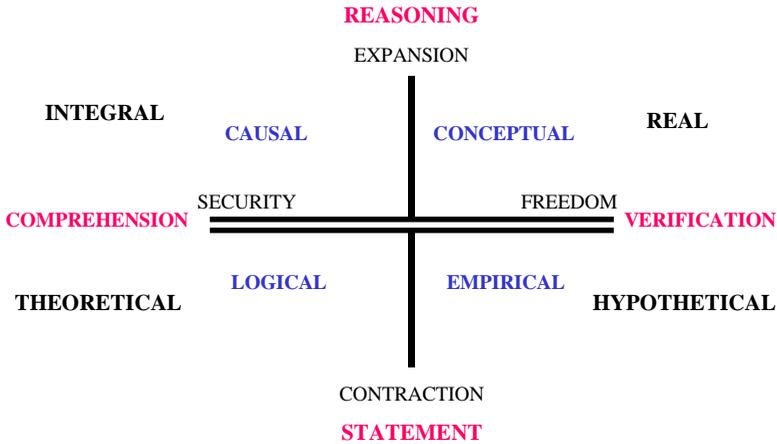 REASONING
EXPANSION
INTEGRAL
REAL
CAUSAL
CONCEPTUAL
SECURITY
FREEDOM
COMPREHENSION
VERIFICATION
LOGICAL
EMPIRICAL
THEORETICAL
HYPOTHETICAL
CONTRACTION
STATEMENT